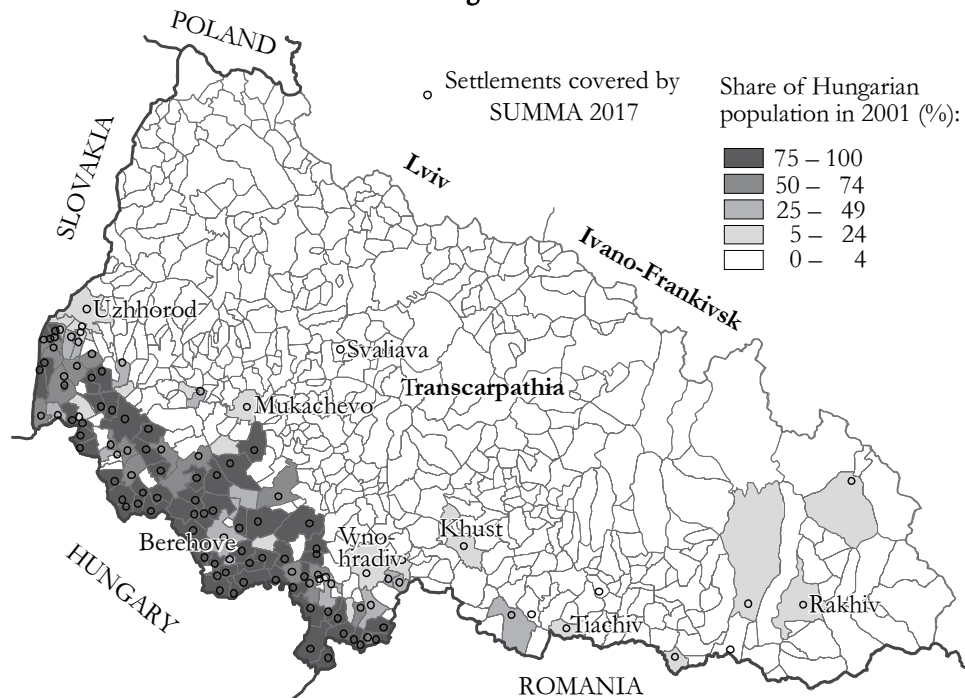 POLAND
Settlements covered by
SUMMA 2017
Share of Hungarian
population in 2001 (%):
75 – 100
50 – 74
25 – 49
5 – 24
0 – 4
SLOVAKIA
Lviv
Ivano-Frankivsk
Uzhhorod
Svaliava
Transcarpathia
Mukachevo
Khust
Vyno-
hradiv
Berehove
HUNGARY
Rakhiv
Tiachiv
ROMANIA